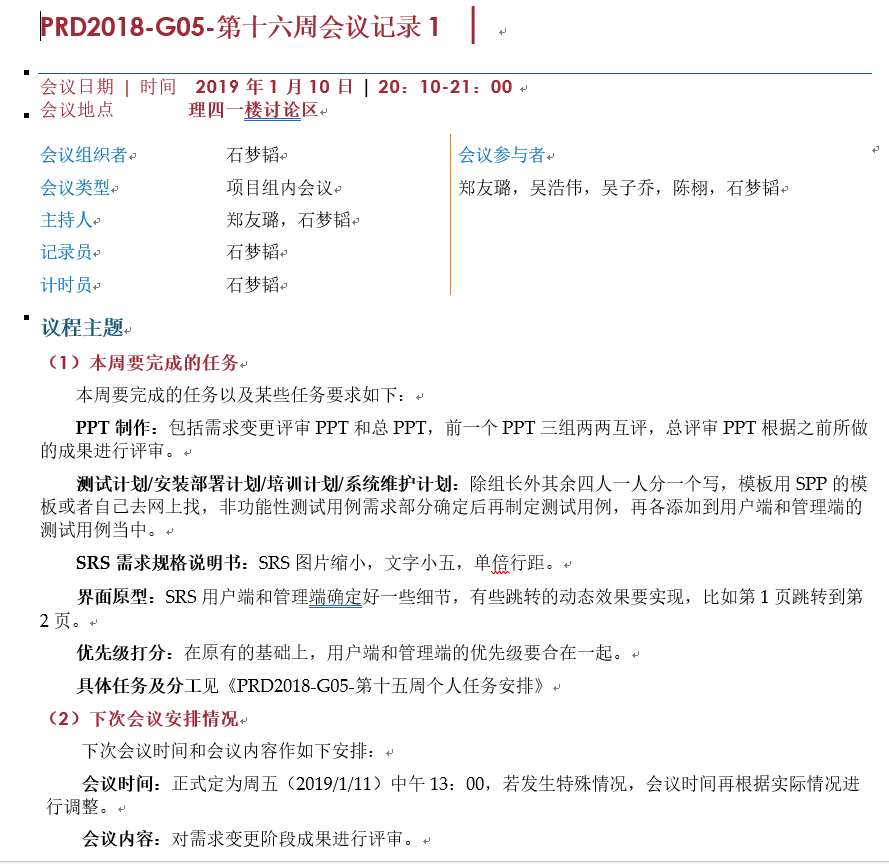 PRD2018-G05-第十六周会议记录 1
会议日期 | 时间 2019 年 1 月 10 日 | 20：10-21：00
会议地点 理四一楼讨论区
会议组织者 石梦韬
会议类型 项目组内会议
主持人 郑友璐，石梦韬
记录员 石梦韬
计时员 石梦韬
会议参与者
郑友璐，吴浩伟，吴子乔，陈栩，石梦韬
议程主题
（1）本周要完成的任务
本周要完成的任务以及某些任务要求如下：
PPT 制作：包括需求变更评审 PPT 和总 PPT，前一个 PPT 三组两两互评，总评审 PPT 根据之前所做
的成果进行评审。
测试计划/安装部署计划/培训计划/系统维护计划：除组长外其余四人一人分一个写，模板用 SPP 的模
板或者自己去网上找，非功能性测试用例需求部分确定后再制定测试用例，再各添加到用户端和管理端的
测试用例当中。
SRS 需求规格说明书：SRS 图片缩小，文字小五，单倍行距。
界面原型：SRS 用户端和管理端确定好一些细节，有些跳转的动态效果要实现，比如第 1 页跳转到第
2 页。
优先级打分：在原有的基础上，用户端和管理端的优先级要合在一起。
具体任务及分工见《PRD2018-G05-第十五周个人任务安排》
（2）下次会议安排情况
下次会议时间和会议内容作如下安排：
会议时间：正式定为周五（2019/1/11）中午 13：00，若发生特殊情况，会议时间再根据实际情况进
行调整。
会议内容：对需求变更阶段成果进行评审。